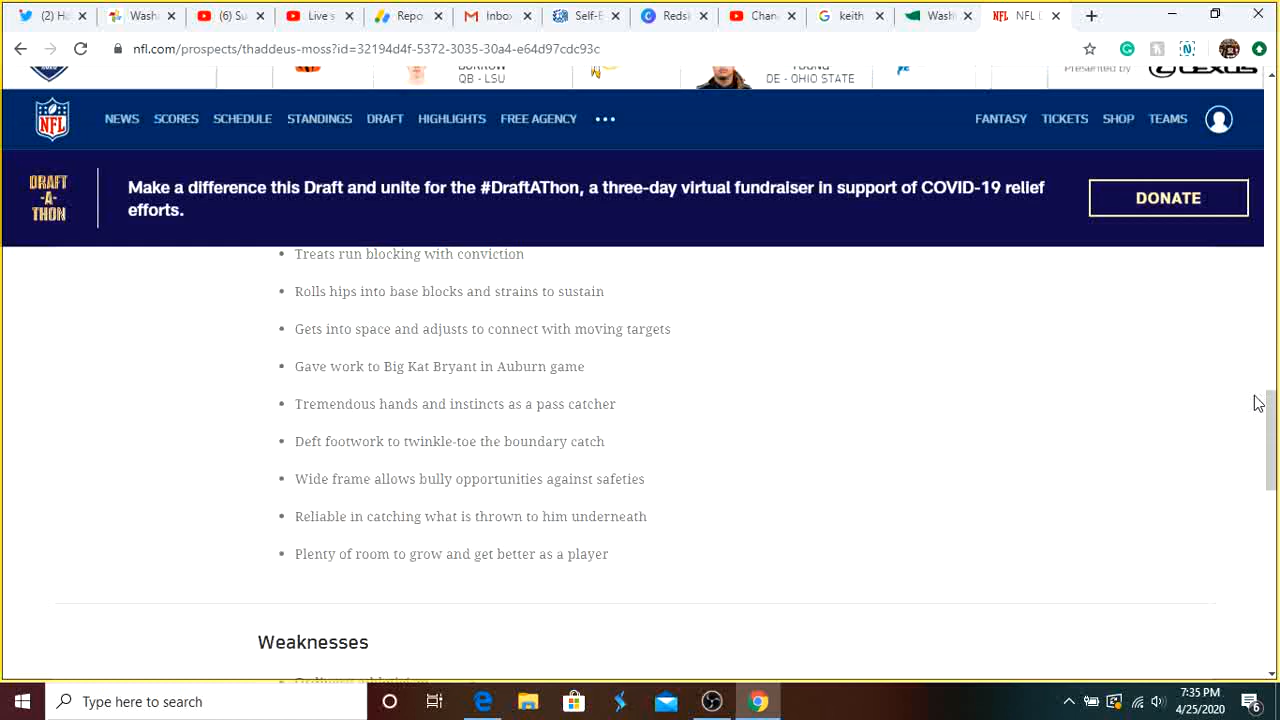 (2) H
Wash
(6) Su
Live s
Repo
Inbox
Self-E
Redsk
Chan
keith
Wash
NFL D
nfl.com/prospects/thaddeus-moss?id=32194d4f-5372-3035-30a4-e64d97cdc93c
QB - LSU
YOUNG
DE - OHIO STATE
Presented by
LEXUS
NFL
NEWS
SCORES
SCHEDULE
STANDINGS
DRAFT
HIGHLIGHTS
FREE AGENCY
FANTASY
TICKETS
SHOP
TEAMS
DRAFT
-A-
THON
Make a difference this Draft and unite for the #DraftAThon, a three-day virtual fundraiser in support of COVID-19 relief
efforts.
DONATE
Treats run blocking with conviction
Rolls hips into base blocks and strains to sustain
Gets into space and adjusts to connect with moving targets
Gave work to Big Kat Bryant in Auburn game
Tremendous hands and instincts as a pass catcher
Deft footwork to twinkle-toe the boundary catch
Wide frame allows bully opportunities against safeties
Reliable in catching what is thrown to him underneath
Plenty of room to grow and get better as a player
Weaknesses
Type here to search
7:35 PM
4/25/2020
6